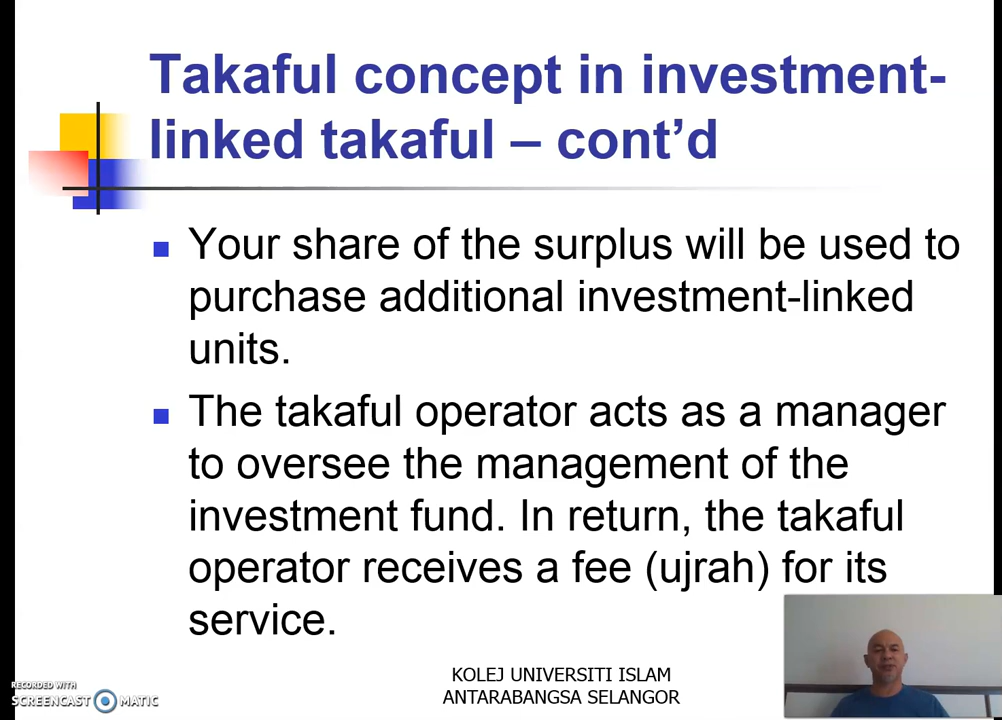 Takaful concept in investment-
linked takaful – cont’d
Your share of the surplus will be used to
purchase additional investment-linked
units.
The takaful operator acts as a manager
to oversee the management of the
investment fund. In return, the takaful
operator receives a fee (ujrah) for its
service.
KOLEJ UNIVERSITI ISLAM
ANTARABANGSA SELANGOR
RECORDED WITH
SCREENCAST MATIC